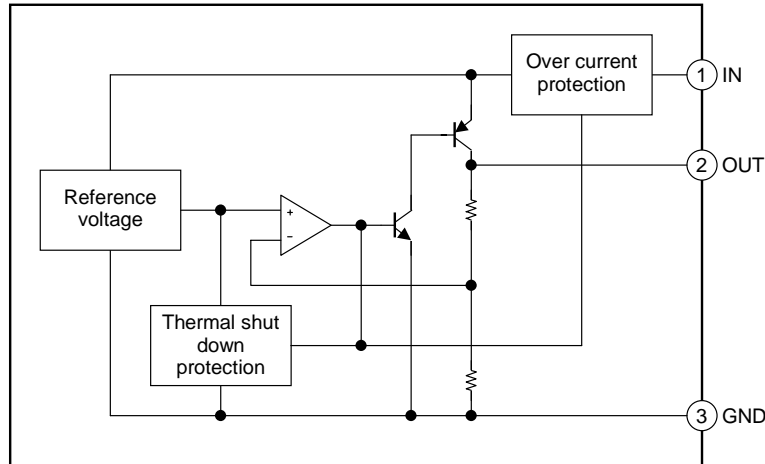 Over current
protection
1 IN
2 OUT
Reference
voltage
+
−
Thermal shut
down
protection
3 GND